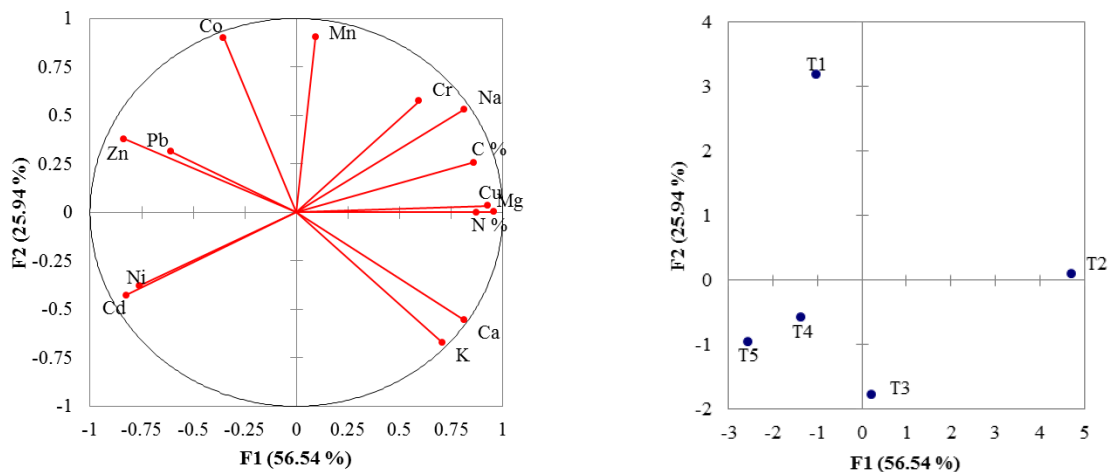 1
0.75
0.5
0.25
0
-0.25
-0.5
-0.75
-1
F2 (25.94 %)
Co
Mn
Cr
Na
Pb
Zn
C %
Cu
Mg
N %
Ni
Cd
Ca
K
-1 -0.75 -0.5 -0.25 0 0.25 0.5 0.75 1
F1 (56.54 %)
4
3
2
1
0
-1
-2
F2 (25.94 %)
T1
T2
T4
T5
T3
-3 -2 -1 0 1 2 3 4 5
F1 (56.54 %)